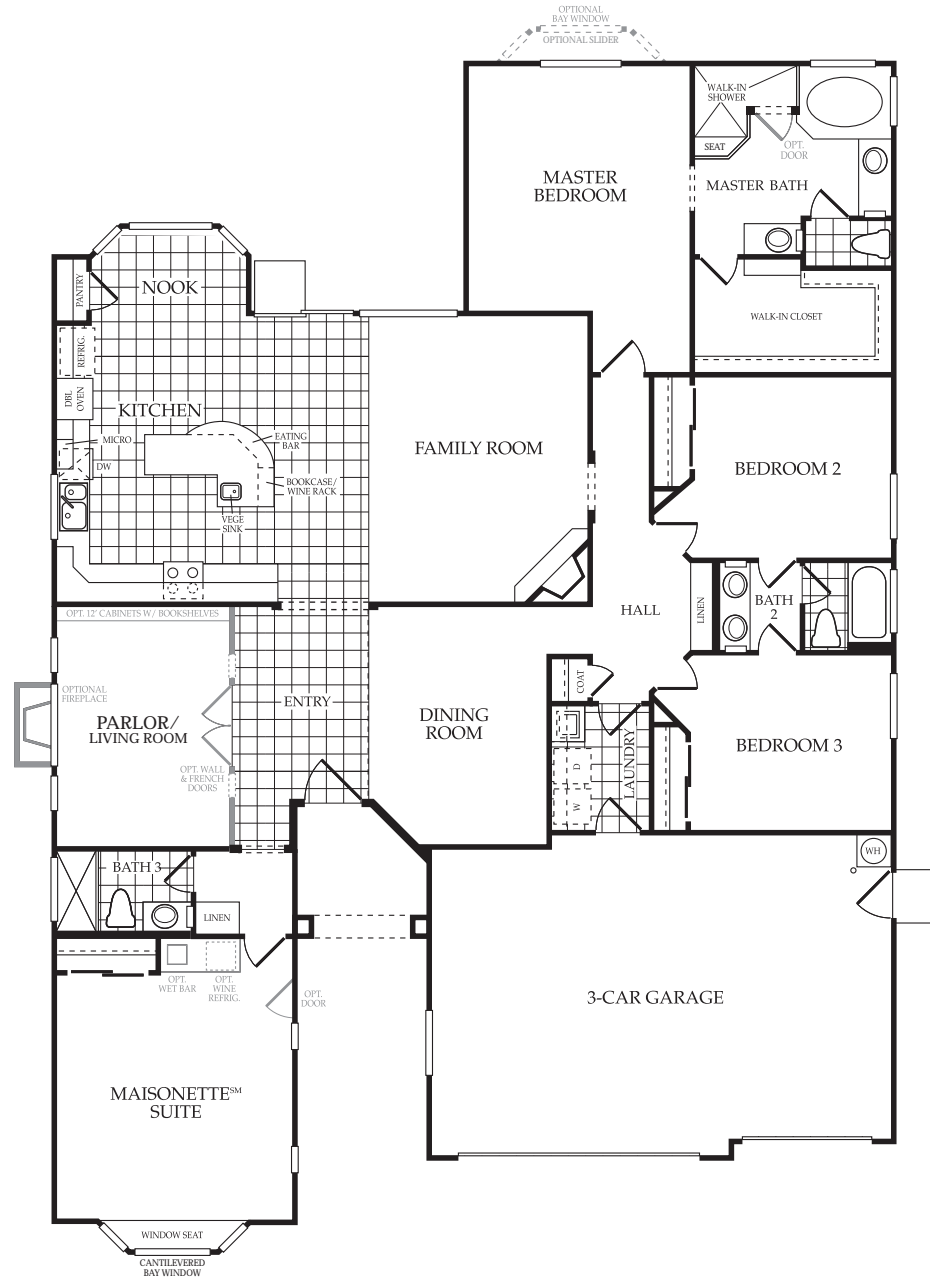 OPTIONAL
BAY WINDOW
OPTIONAL SLIDER
WALK-IN
SHOWER
SEAT
OPT.
DOOR
MASTER
BEDROOM
MASTER BATH
WALK-IN CLOSET
NOOK
PANTRY
REFRIG.
DBL
OVEN
KITCHEN
MICRO
DW
EATING
BAR
BOOKCASE/
WINE RACK
VEGE
SINK
FAMILY ROOM
BEDROOM 2
HALL
LINEN
BATH
2
OPT. 12' CABINETS W/ BOOKSHELVES
OPTIONAL
FIREPLACE
PARLOR/
LIVING ROOM
OPT. WALL
& FRENCH
DOORS
ENTRY
DINING
ROOM
COAT
LAUNDRY
D
W
BEDROOM 3
BATH 3
LINEN
WH
OPT.
WET BAR
OPT.
WINE
REFRIG.
OPT.
DOOR
3-CAR GARAGE
MAISONETTE℠
SUITE
WINDOW SEAT
CANTILEVERED
BAY WINDOW